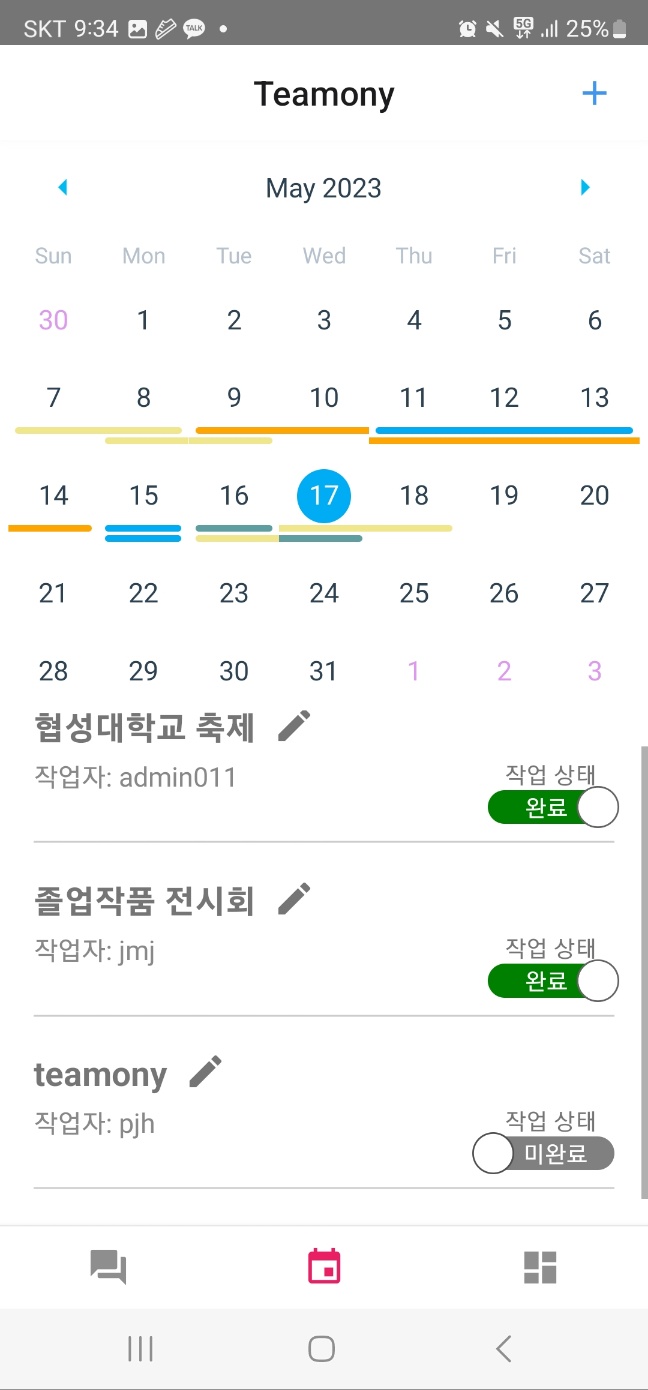 SKT 9:34 TALK 5G 25%
Teamony
May 2023
Sun Mon Tue Wed Thu Fri Sat
30 1 2 3 4 5 6
7 8 9 10 11 12 13
14 15 16 17 18 19 20
21 22 23 24 25 26 27
28 29 30 31 1 2 3
협성대학교 축제
작업자: admin011
작업 상태
완료
졸업작품 전시회
작업자: jmj
작업 상태
완료
teamony
작업자: pjh
작업 상태
미완료